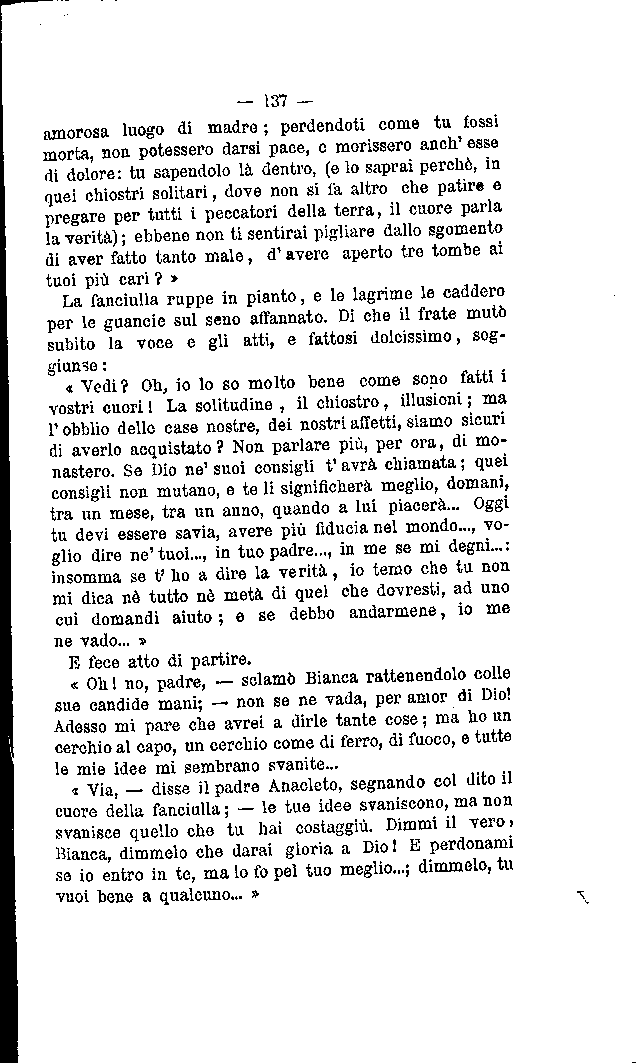 — 137 —
amorosa luogo di madre ; perdendoti come tu fossi
morta, non potessero darsi pace, e morissero anch' esse
di dolore: tu sapendolo là dentro, (e lo saprai perchè, in
quei chiostri solitari, dove non si fa altro che patire e
pregare per tutti i peccatori della terra, il cuore parla
la verità) ; ebbene non ti sentirai pigliare dallo sgomento
di aver fatto tanto male, d' avere aperto tre tombe ai
tuoi più cari ? »
La fanciulla ruppe in pianto, e le lagrime le caddero
per le guancie sul seno affannato. Di che il frate mutò
subito la voce e gli atti, e fattosi dolcissimo, sog-
giunse :
« Vedi ? Oh, io lo so molto bene come sono fatti i
vostri cuori ! La solitudine, il chiostro, illusioni ; ma
l' obblio delle case nostre, dei nostri affetti, siamo sicuri
di averlo acquistato ? Non parlare più, per ora, di mo-
nastero. Se Dio ne' suoi consigli t' avrà chiamata ; quei
consigli non mutano, e te li significherà meglio, domani,
tra un mese, tra un anno, quando a lui piacerà... Oggi
tu devi essere savia, avere più fiducia nel mondo..., vo-
glio dire ne' tuoi..., in tuo padre..., in me se mi degni...:
insomma se t' ho a dire la verità, io temo che tu non
mi dica nè tutto nè metà di quel che dovresti, ad uno
cui domandi aiuto ; e se debbo andarmene, io me
ne vado... »
E fece atto di partire.
« Oh ! no, padre, — sclamò Bianca rattenendolo colle
sue candide mani; — non se ne vada, per amor di Dio!
Adesso mi pare che avrei a dirle tante cose ; ma ho un
cerchio al capo, un cerchio come di ferro, di fuoco, e tutte
le mie idee mi sembrano svanite...
« Via, — disse il padre Anacleto, segnando col dito il
cuore della fanciulla ; — le tue idee svaniscono, ma non
svanisce quello che tu hai costaggiù. Dimmi il vero,
Bianca, dimmelo che darai gloria a Dio ! E perdonami
se io entro in te, ma lo fo pel tuo meglio...; dimmelo, tu
vuoi bene a qualcuno... »